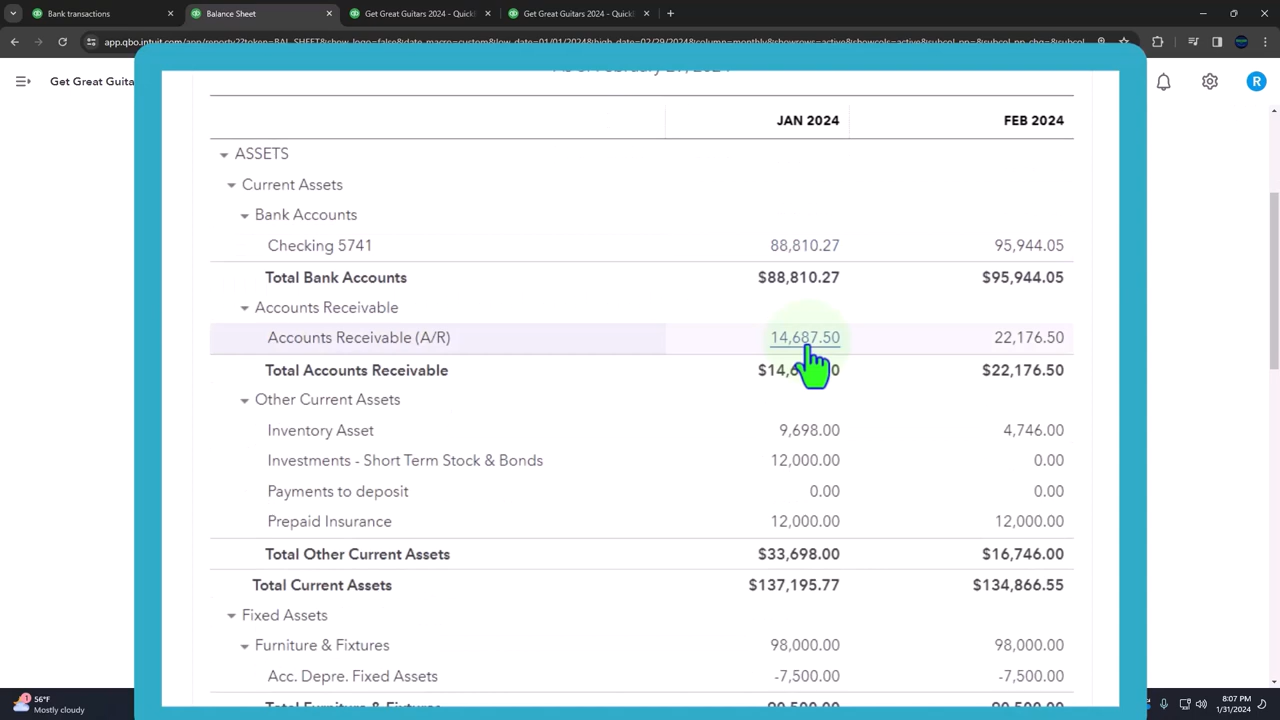 Bank transactions
Balance Sheet
Get Great Guitars 2024 - Quick
Get Great Guitars 2024 - Quick
Get Great Guita
R
JAN 2024 FEB 2024
ASSETS
Current Assets
Bank Accounts
Checking 5741 88,810.27 95,944.05
Total Bank Accounts $88,810.27 $95,944.05
Accounts Receivable
Accounts Receivable (A/R) 14,687.50 22,176.50
Total Accounts Receivable $22,176.50
Other Current Assets
Inventory Asset 9,698.00 4,746.00
Investments - Short Term Stock & Bonds 12,000.00 0.00
Payments to deposit 0.00 0.00
Prepaid Insurance 12,000.00 12,000.00
Total Other Current Assets $33,698.00 $16,746.00
Total Current Assets $137,195.77 $134,866.55
Fixed Assets
Furniture & Fixtures 98,000.00 98,000.00
Acc. Depre. Fixed Assets -7,500.00 -7,500.00
Total Furniture & Fixtures
56°F
Mostly cloudy
8:07 PM
1/31/2024